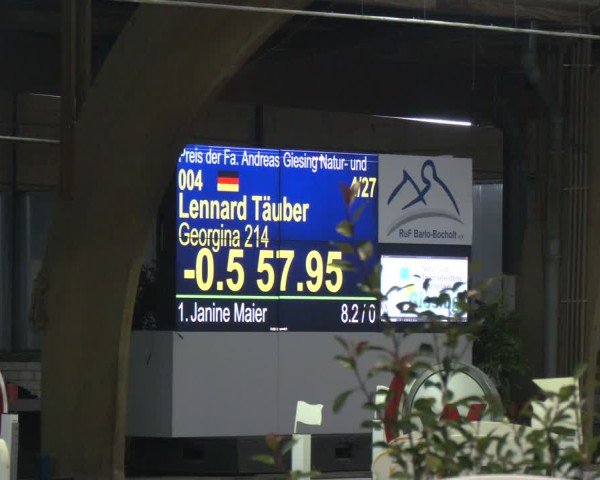 Preis der Fa. Andreas Giesing Natur- und
004 4/27
Lennard Täuber
Georgina 214
-0.5 57.95
1. Janine Maier 8.2 / 0
RuF Barlo-Bocholt e.V.